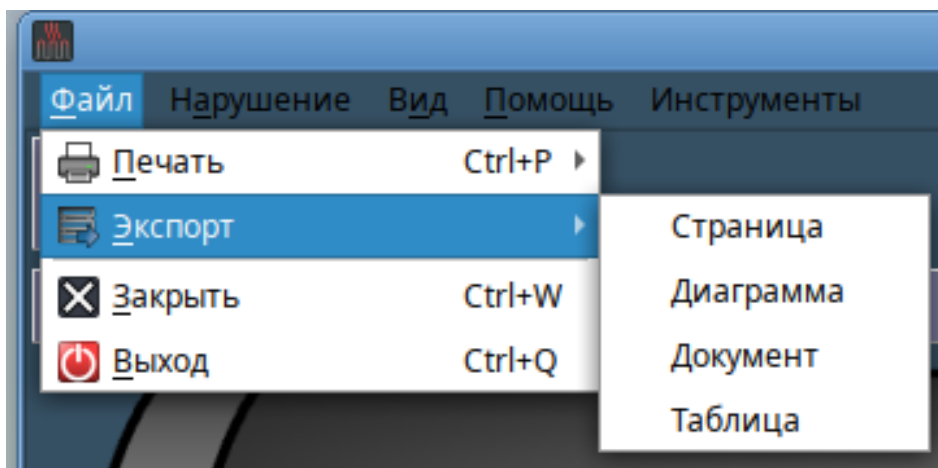 Файл Нарушение Вид Помощь Инструменты
Печать Ctrl+P
Экспорт
Страница
Диаграмма
Закрыть Ctrl+W
Документ
Выход Ctrl+Q
Таблица